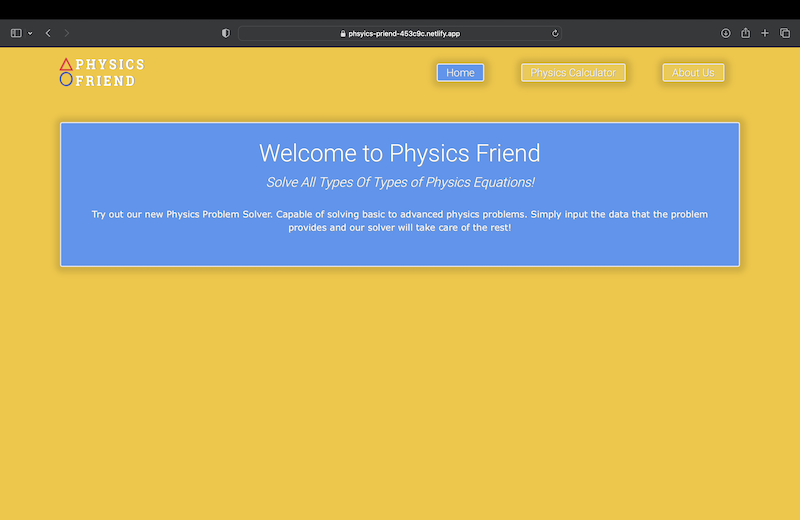 phsyics-friend-453c9c.netlify.app
PHYSICS
FRIEND
Home
Physics Calculator
About Us
Welcome to Physics Friend
Solve All Types Of Types of Physics Equations!
Try out our new Physics Problem Solver. Capable of solving basic to advanced physics problems. Simply input the data that the problem
provides and our solver will take care of the rest!